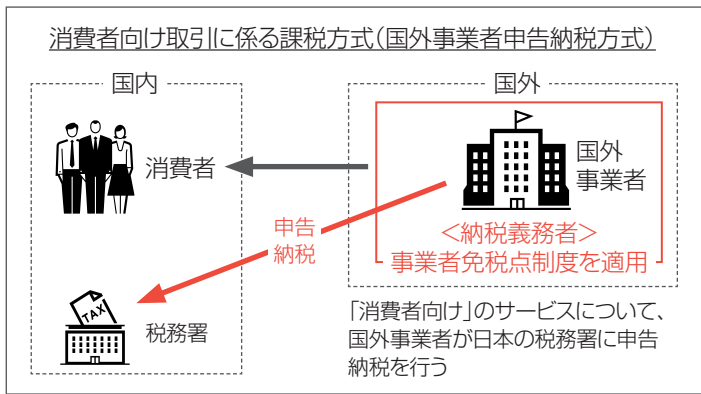 消費者向け取引に係る課税方式(国外事業者申告納税方式)
国内
国外
消費者
国外
事業者
<納税義務者>
事業者免税点制度を適用
申告
納税
TAX
税務署
「消費者向け」のサービスについて、
国外事業者が日本の税務署に申告
納税を行う